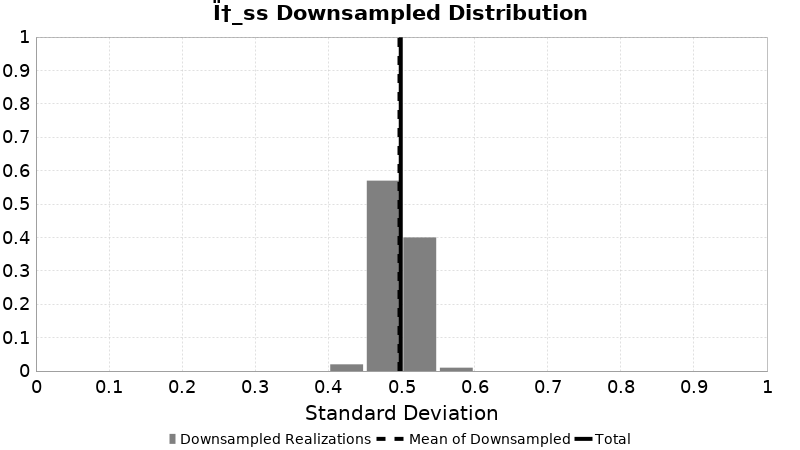 Ï†_ss Downsampled Distribution
1
0.9
0.8
0.7
0.6
0.5
0.4
0.3
0.2
0.1
0
0 0.1 0.2 0.3 0.4 0.5 0.6 0.7 0.8 0.9 1
Standard Deviation
Downsampled Realizations Mean of Downsampled Total